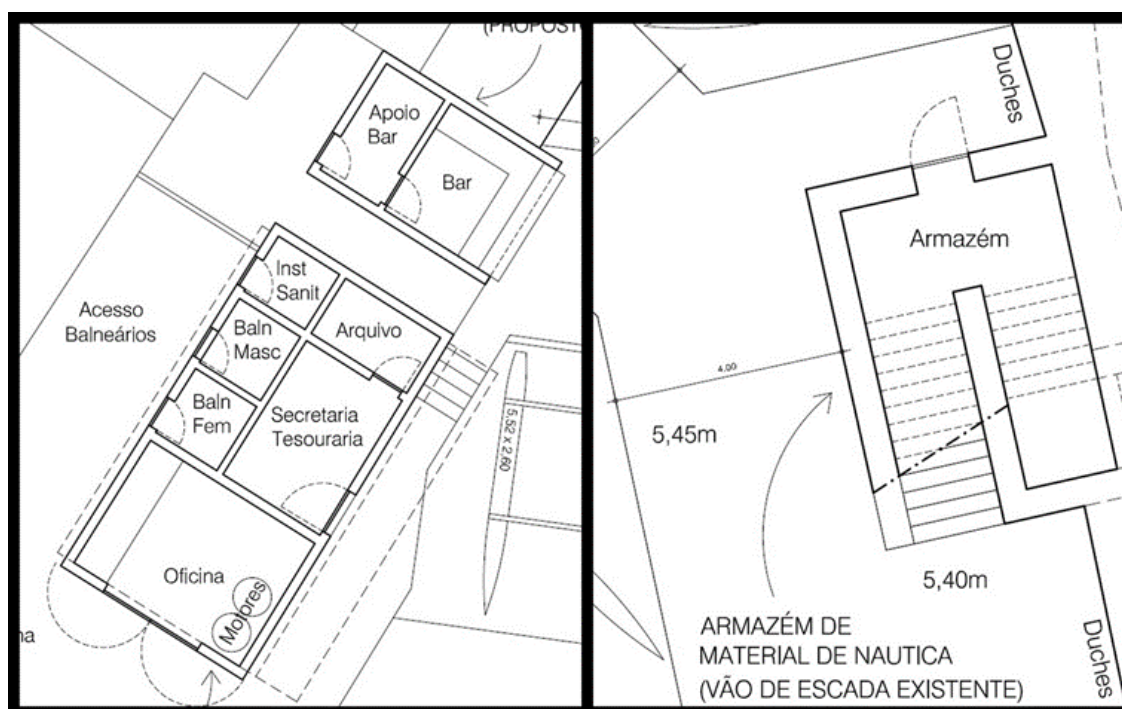 (PROPOST
Apoio
Bar
Bar
Inst
Sanit
Acesso
Balneários
Baln
Masc
Arquivo
Baln
Fem
Secretaria
Tesouraria
5,52 x 2,60
Oficina
Motores
na
Duches
Armazém
4,00
5,45m
5,40m
ARMAZÉM DE
MATERIAL DE NAUTICA
(VÃO DE ESCADA EXISTENTE)
Duches